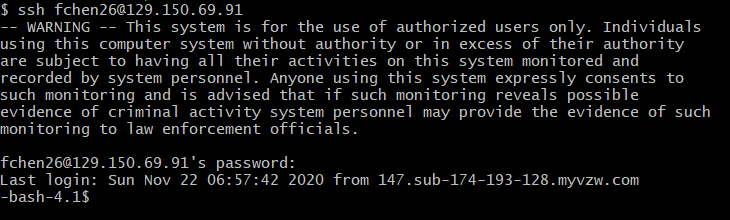 $ ssh fchen26@129.150.69.91
-- WARNING -- This system is for the use of authorized users only. Individuals
using this computer system without authority or in excess of their authority
are subject to having all their activities on this system monitored and
recorded by system personnel. Anyone using this system expressly consents to
such monitoring and is advised that if such monitoring reveals possible
evidence of criminal activity system personnel may provide the evidence of such
monitoring to law enforcement officials.
fchen26@129.150.69.91's password:
Last login: Sun Nov 22 06:57:42 2020 from 147.sub-174-193-128.myvzw.com
-bash-4.1$